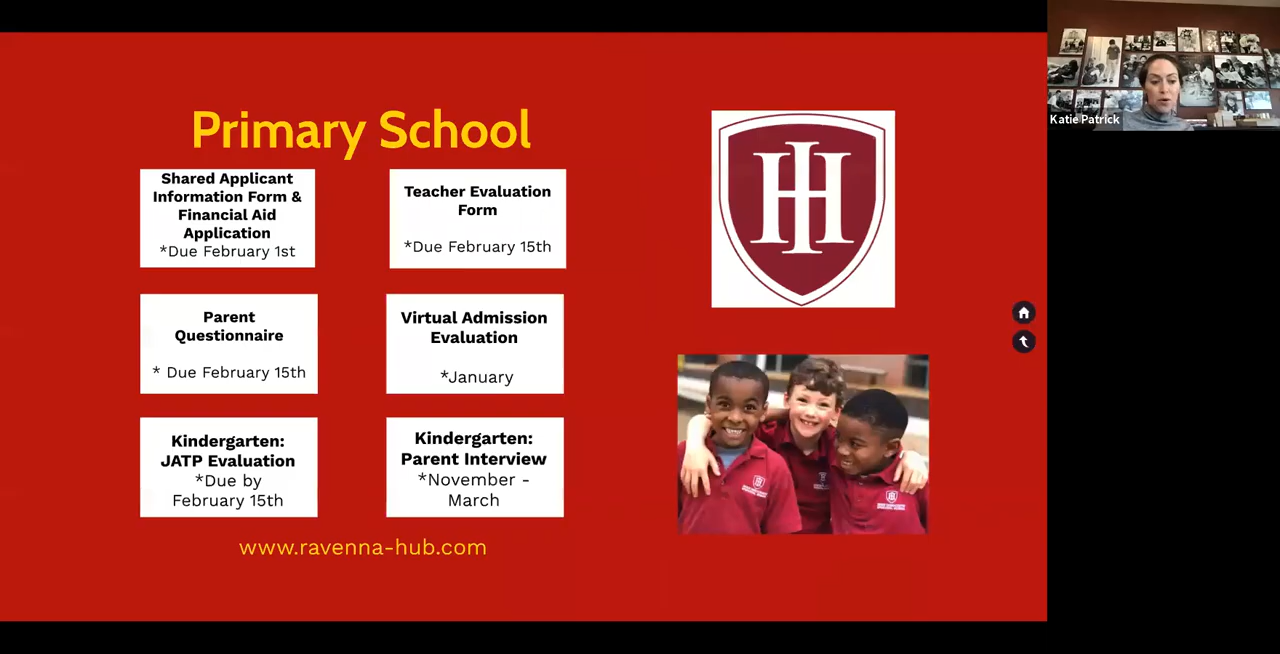 Primary School
Shared Applicant
Information Form &
Financial Aid
Application
*Due February 1st
Teacher Evaluation
Form
*Due February 15th
Parent
Questionnaire
* Due February 15th
Virtual Admission
Evaluation
*January
Kindergarten:
JATP Evaluation
*Due by
February 15th
Kindergarten:
Parent Interview
*November -
March
www.ravenna-hub.com
IH
Katie Patrick